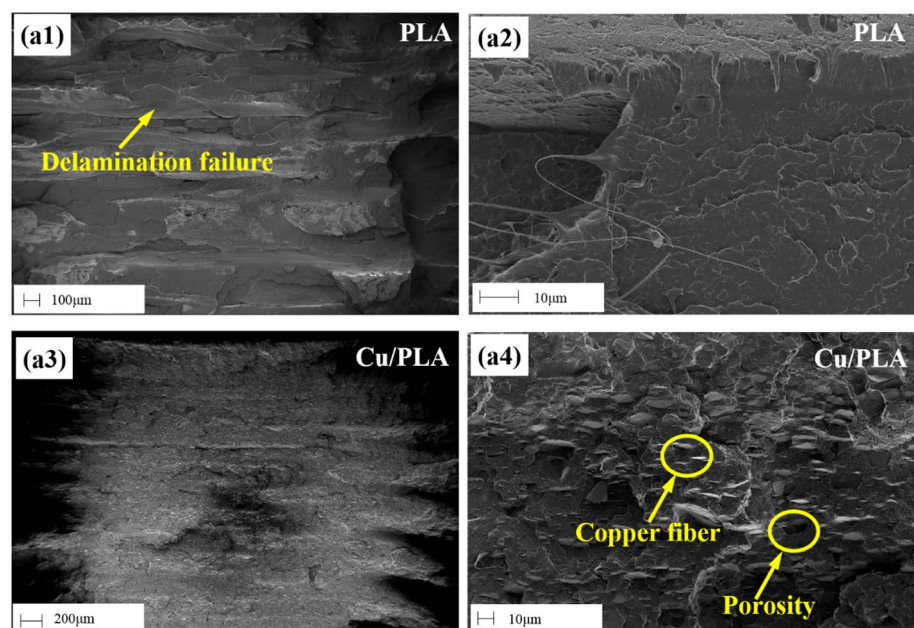 (a1)
PLA
Delamination failure
100μm
(a2)
PLA
10μm
(a3)
Cu/PLA
200μm
(a4)
Cu/PLA
Copper fiber
Porosity
10μm